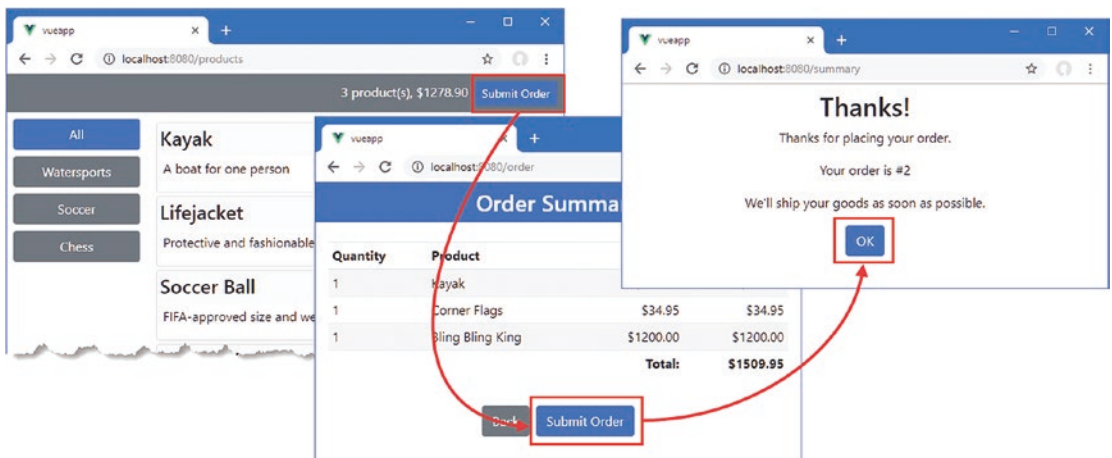 vueapp
localhost:8080/products
3 product(s), $1278.90 Submit Order
All
Watersports
Soccer
Chess
Kayak
A boat for one person
Lifejacket
Protective and fashionable
Soccer Ball
FIFA-approved size and we
vueapp
localhost:8080/order
Order Summa
Quantity Product
1 Kayak
1 Corner Flags $34.95 $34.95
1 Bling Bling King $1200.00 $1200.00
Total: $1509.95
Back Submit Order
vueapp
localhost:8080/summary
Thanks!
Thanks for placing your order.
Your order is #2
We'll ship your goods as soon as possible.
OK